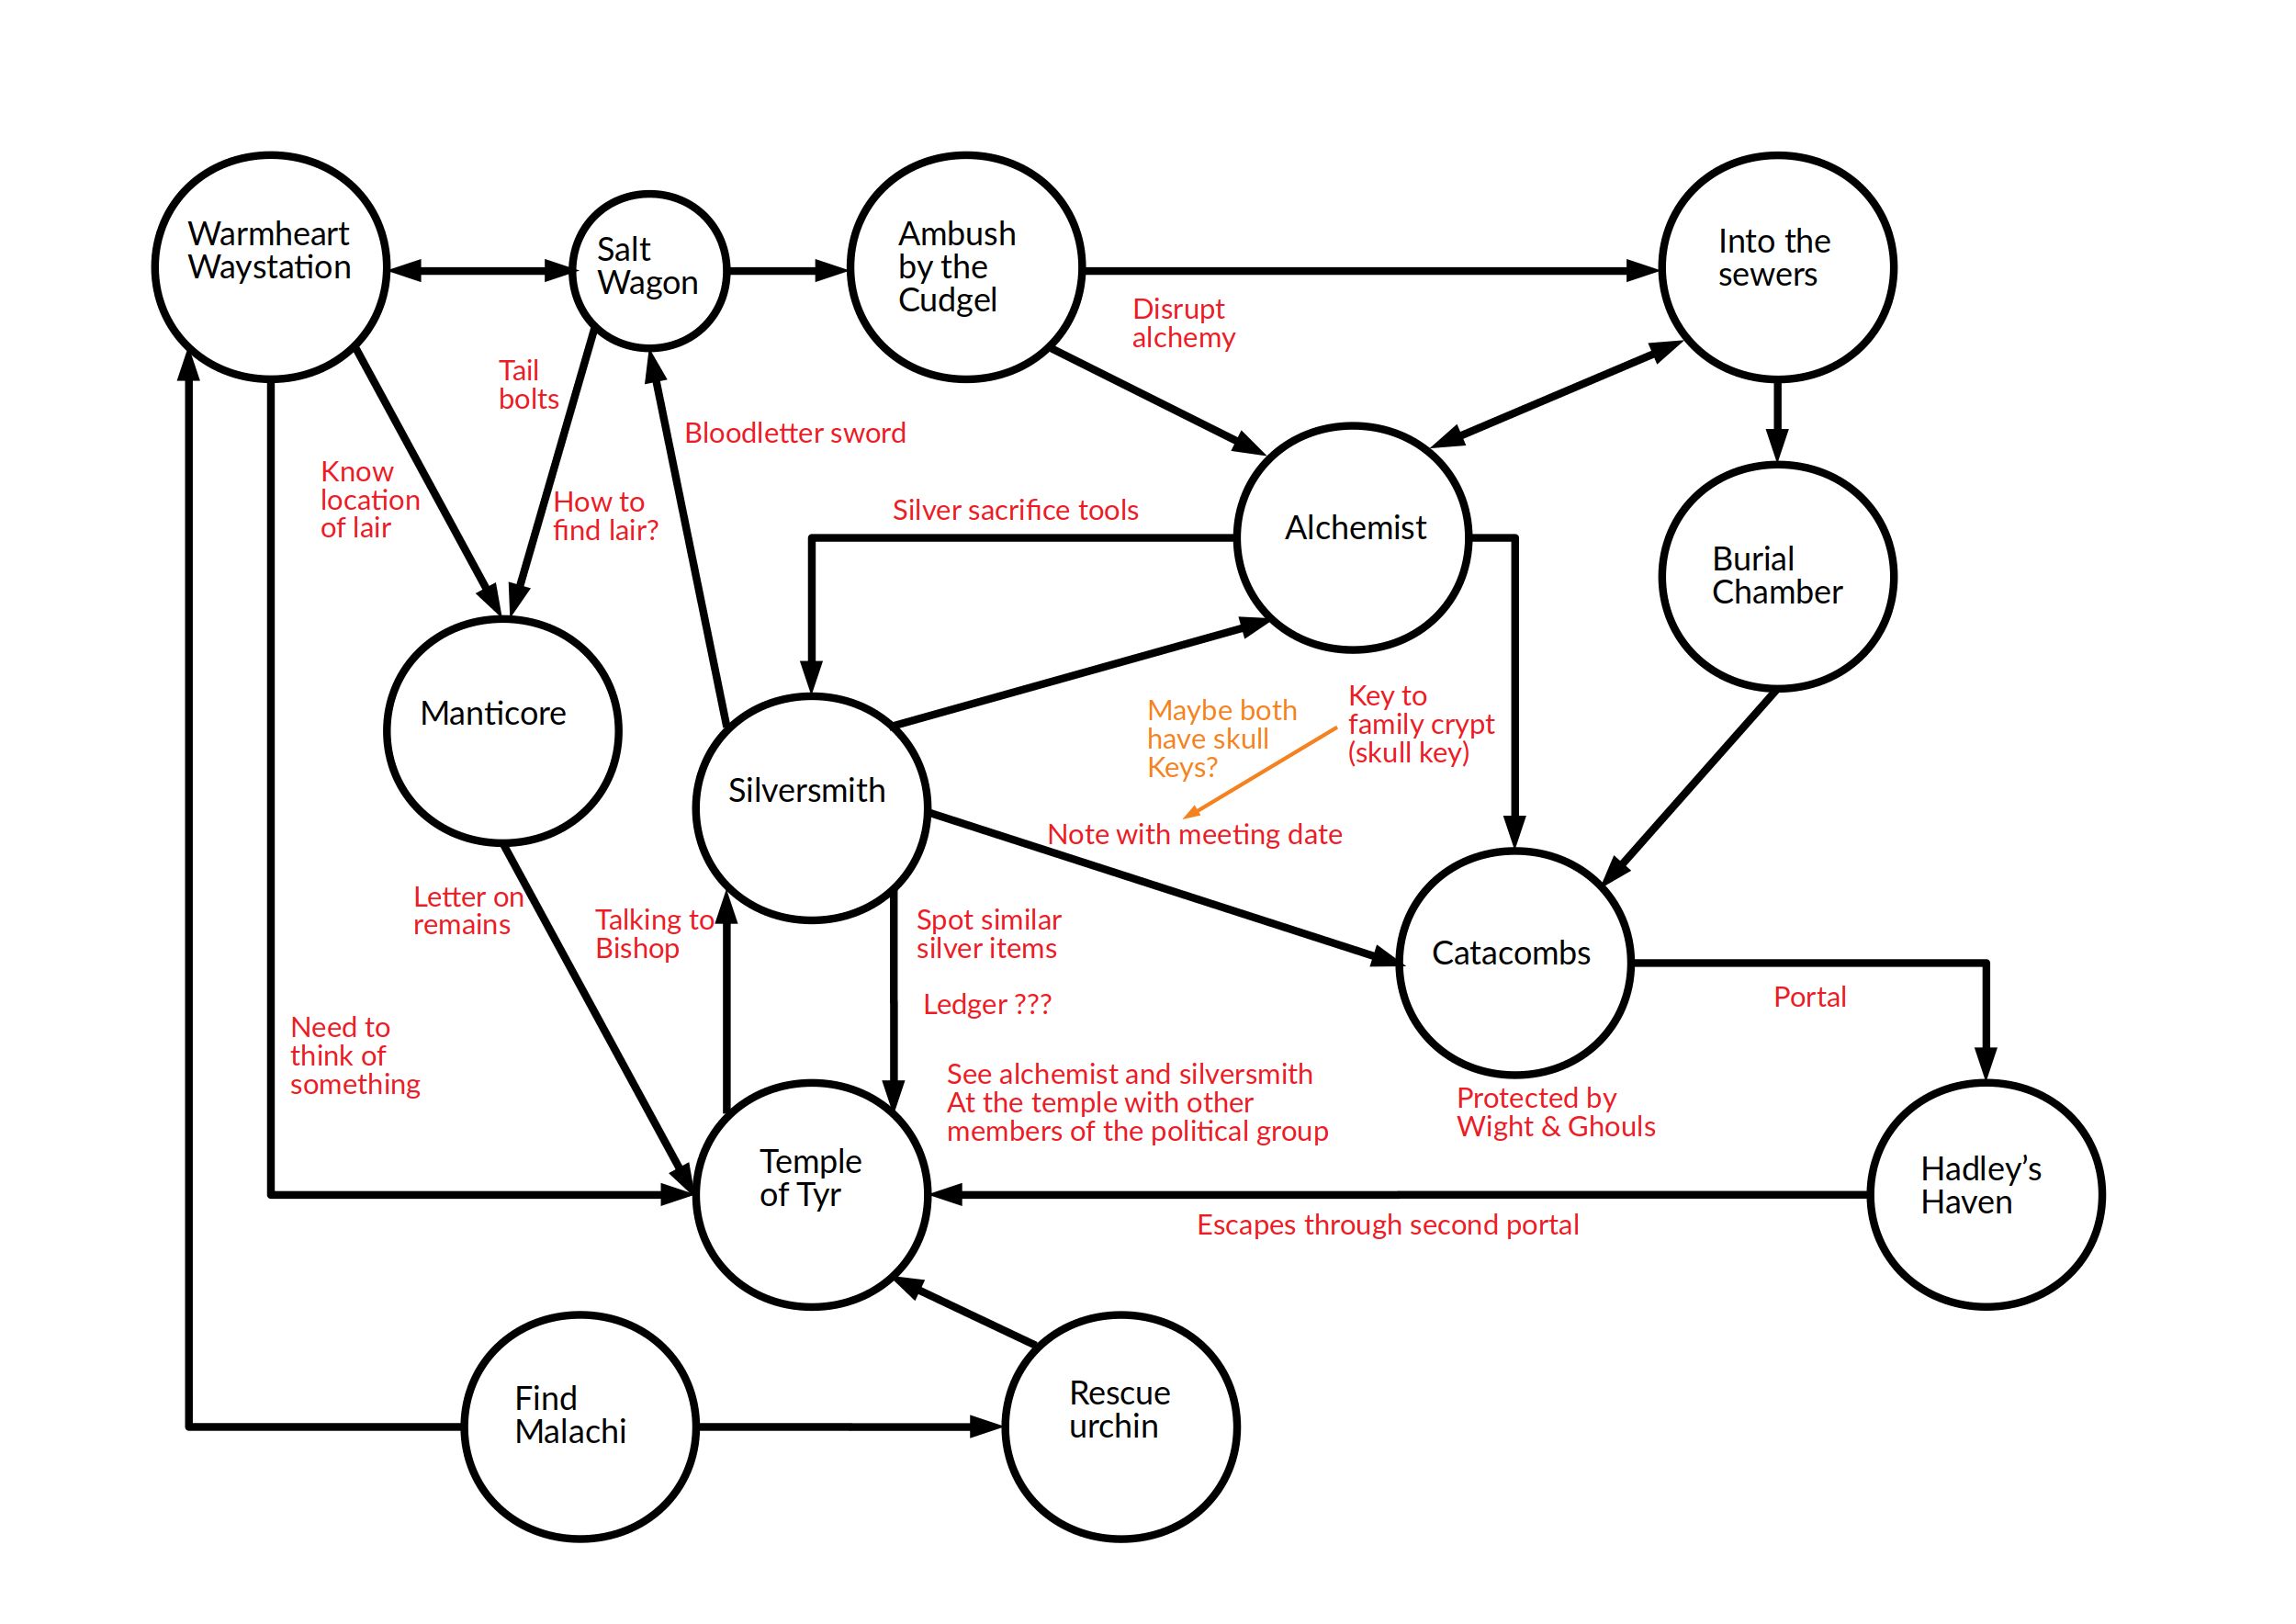 Warmheart
Waystation
Salt
Wagon
Ambush
by the
Cudgel
Into the
sewers
Disrupt
alchemy
Tail
bolts
Bloodletter sword
Know
location
of lair
How to
find lair?
Silver sacrifice tools
Alchemist
Burial
Chamber
Manticore
Silversmith
Maybe both
have skull
Keys?
Key to
family crypt
(skull key)
Note with meeting date
Letter on
remains
Talking to
Bishop
Spot similar
silver items
Ledger ???
Catacombs
Portal
Need to
think of
something
See alchemist and silversmith
At the temple with other
members of the political group
Protected by
Wight & Ghouls
Temple
of Tyr
Hadley’s
Haven
Escapes through second portal
Find
Malachi
Rescue
urchin